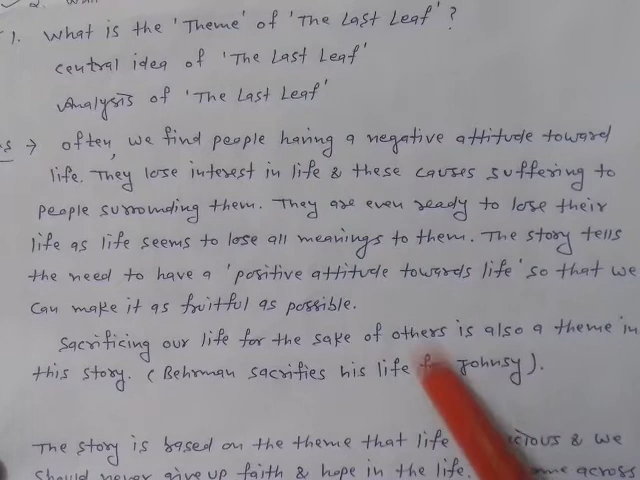 2.
1. What is the 'Theme' of 'The Last Leaf'?
Central idea of 'The Last Leaf'
Analysis of 'The Last Leaf'
s → often, we find people having a negative attitude toward
life. They lose interest in life & these causes suffering to
people surrounding them. They are even ready to lose their
life as life seems to lose all meanings to them. The story tells
the need to have a 'positive attitude towards life' so that we
can make it as fruitful as possible.
Sacrificing our life for the sake of others is also a theme in
this story. (Behrman sacrifies his life for Johnsy).
The story is based on the theme that life cious & we
should never give up faith & hope in the life. me across